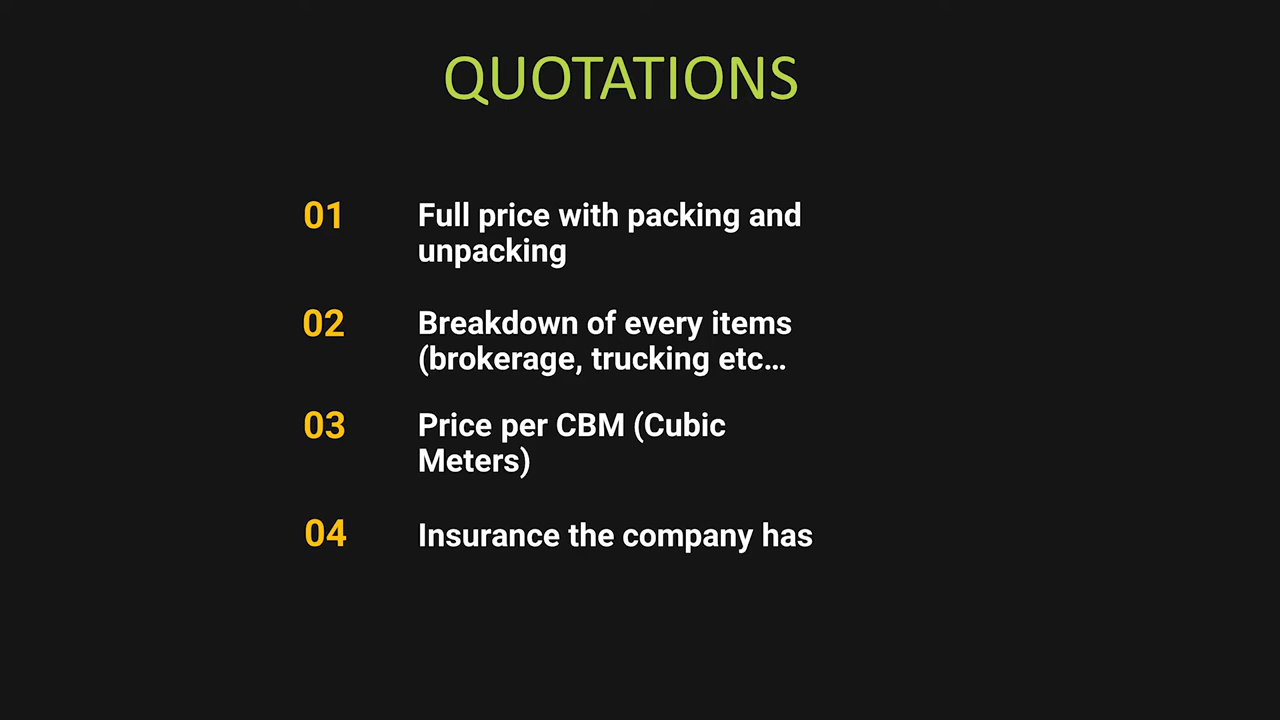 QUOTATIONS
01 Full price with packing and
unpacking
02 Breakdown of every items
(brokerage, trucking etc...
03 Price per CBM (Cubic
Meters)
04 Insurance the company has